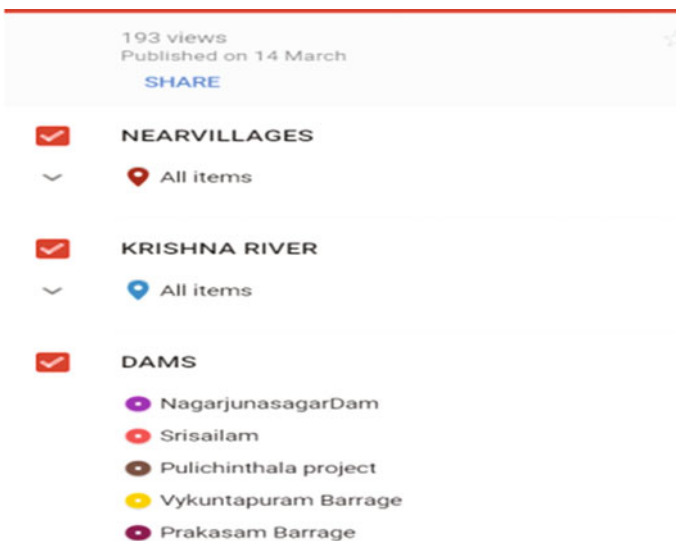 193 views
Published on 14 March
SHARE
NEARVILLAGES
All items
KRISHNA RIVER
All items
DAMS
NagarjunasagarDam
Srisailam
Pulichinthala project
Vykuntapuram Barrage
Prakasam Barrage